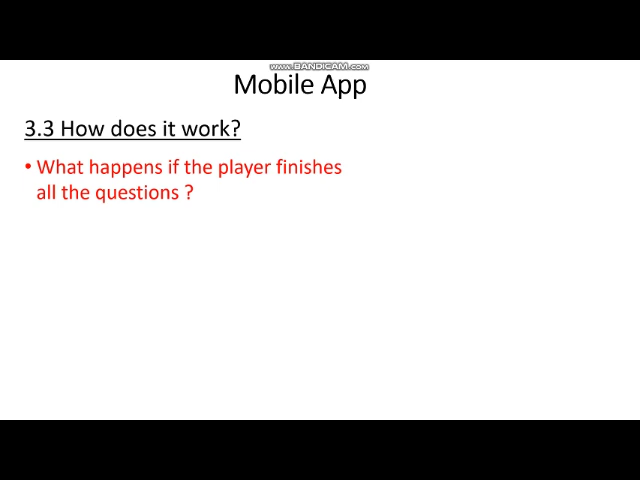 www.BANDICAM.com
Mobile App
3.3 How does it work?
• What happens if the player finishes
all the questions ?